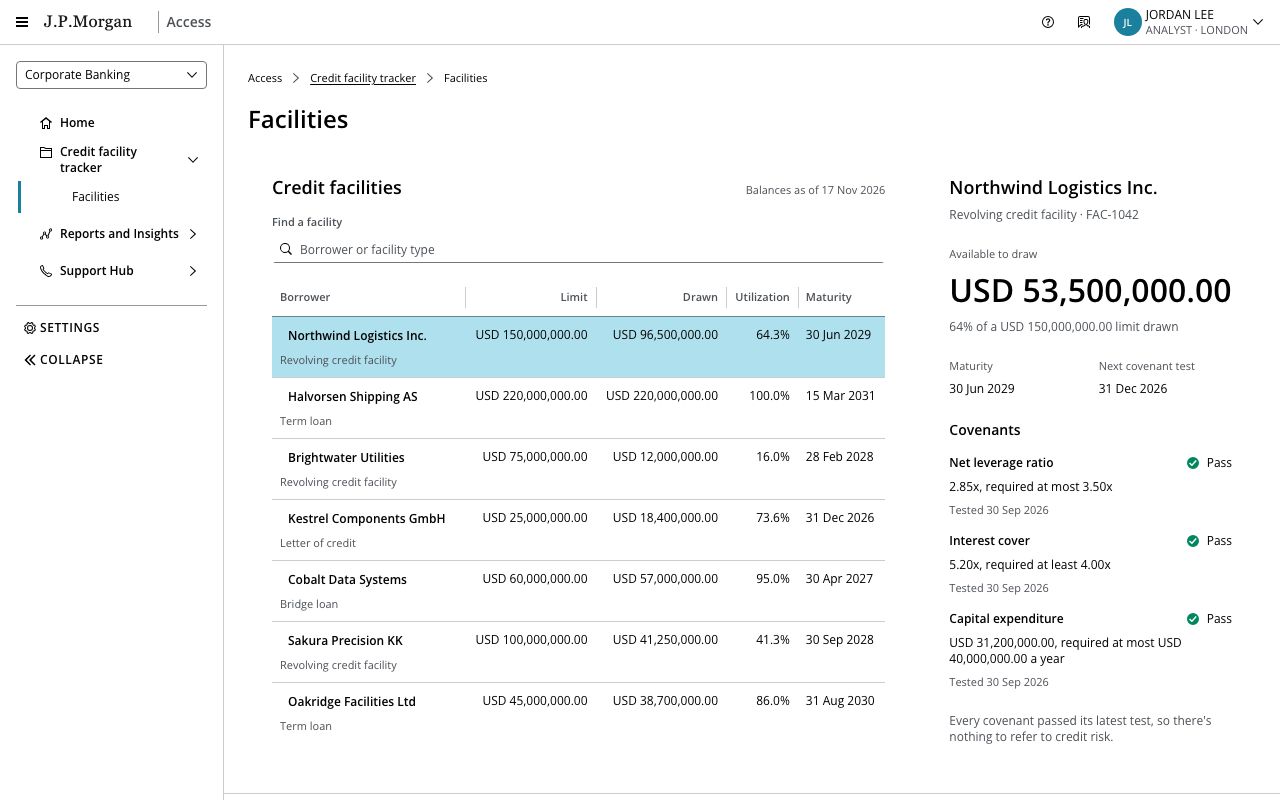 J.P.Morgan
Access
JL
JORDAN LEE
ANALYST · LONDON
Corporate Banking
Home
Credit facility
tracker
Facilities
Reports and Insights
Support Hub
SETTINGS
COLLAPSE
Access > Credit facility tracker > Facilities
Facilities
Credit facilities
Balances as of 17 Nov 2026
Find a facility
Borrower or facility type
Borrower Limit Drawn Utilization Maturity
Northwind Logistics Inc. USD 150,000,000.00 USD 96,500,000.00 64.3% 30 Jun 2029
Revolving credit facility
Halvorsen Shipping AS USD 220,000,000.00 USD 220,000,000.00 100.0% 15 Mar 2031
Term loan
Brightwater Utilities USD 75,000,000.00 USD 12,000,000.00 16.0% 28 Feb 2028
Revolving credit facility
Kestrel Components GmbH USD 25,000,000.00 USD 18,400,000.00 73.6% 31 Dec 2026
Letter of credit
Cobalt Data Systems USD 60,000,000.00 USD 57,000,000.00 95.0% 30 Apr 2027
Bridge loan
Sakura Precision KK USD 100,000,000.00 USD 41,250,000.00 41.3% 30 Sep 2028
Revolving credit facility
Oakridge Facilities Ltd USD 45,000,000.00 USD 38,700,000.00 86.0% 31 Aug 2030
Term loan
Northwind Logistics Inc.
Revolving credit facility · FAC-1042
Available to draw
USD 53,500,000.00
64% of a USD 150,000,000.00 limit drawn
Maturity Next covenant test
30 Jun 2029 31 Dec 2026
Covenants
Net leverage ratio Pass
2.85x, required at most 3.50x
Tested 30 Sep 2026
Interest cover Pass
5.20x, required at least 4.00x
Tested 30 Sep 2026
Capital expenditure Pass
USD 31,200,000.00, required at most USD
40,000,000.00 a year
Tested 30 Sep 2026
Every covenant passed its latest test, so there's
nothing to refer to credit risk.